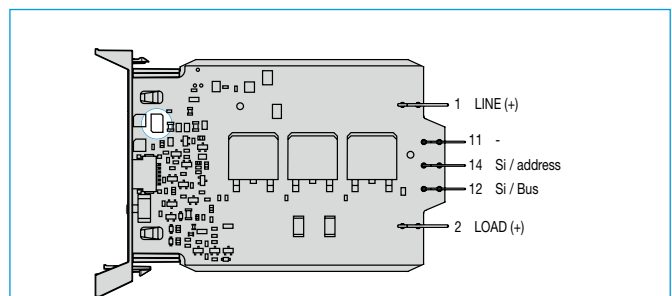 1 LINE (+)
11 -
14 Si / address
12 Si / Bus
2 LOAD (+)